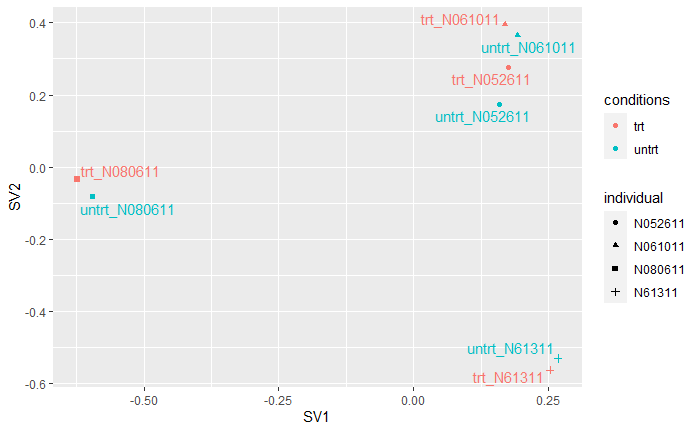 0.4
0.2
0.0
-0.2
-0.4
-0.6
SV2
-0.50
-0.25
0.00
0.25
SV1
trt_N061011
untrt_N061011
trt_N052611
untrt_N052611
trt_N080611
untrt_N080611
untrt_N61311
trt_N61311
conditions
trt
untrt
individual
N052611
N061011
N080611
N61311